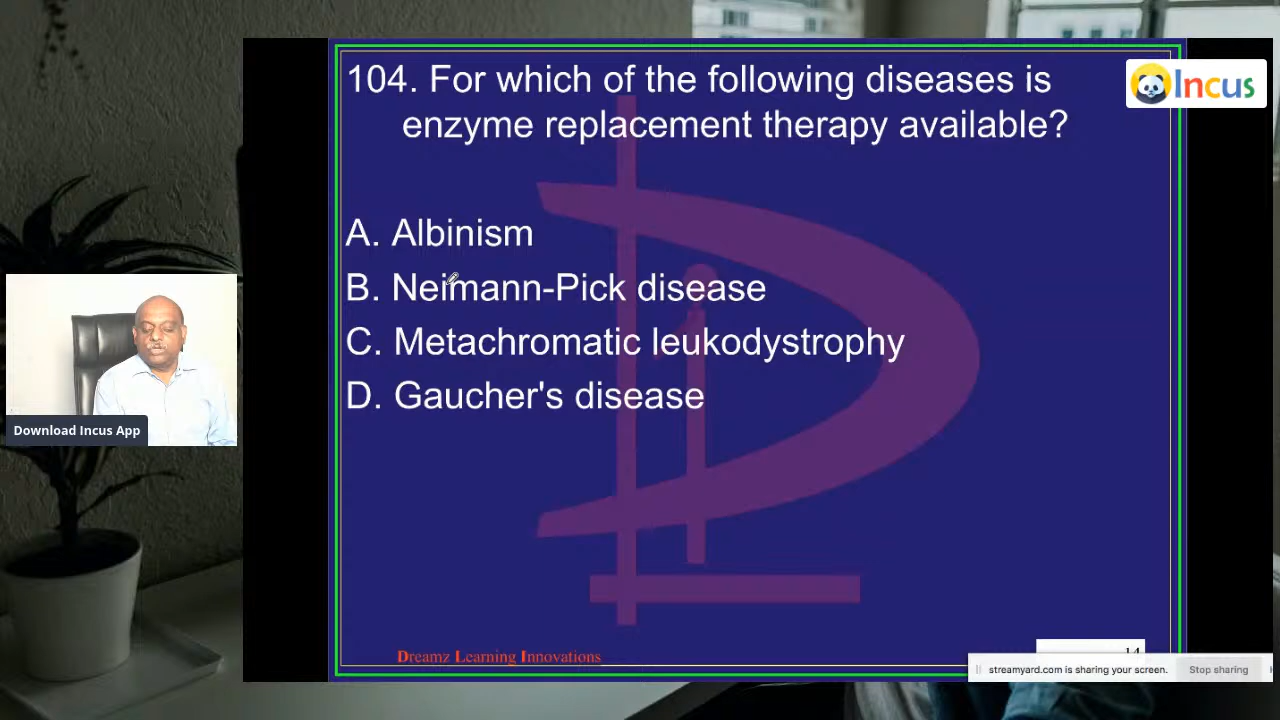 104. For which of the following diseases is
enzyme replacement therapy available?
Incus
A. Albinism
B. Neimann-Pick disease
C. Metachromatic leukodystrophy
D. Gaucher's disease
Download Incus App
Dreamz Learning Innovations
14
streamyard.com is sharing your screen.
Stop sharing